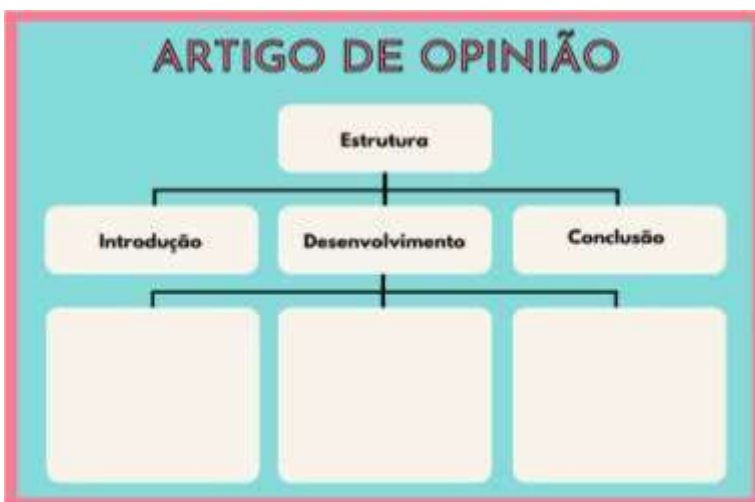 ARTIGO DE OPINIÃO
Estrutura
Introdução
Desenvolvimento
Conclusão